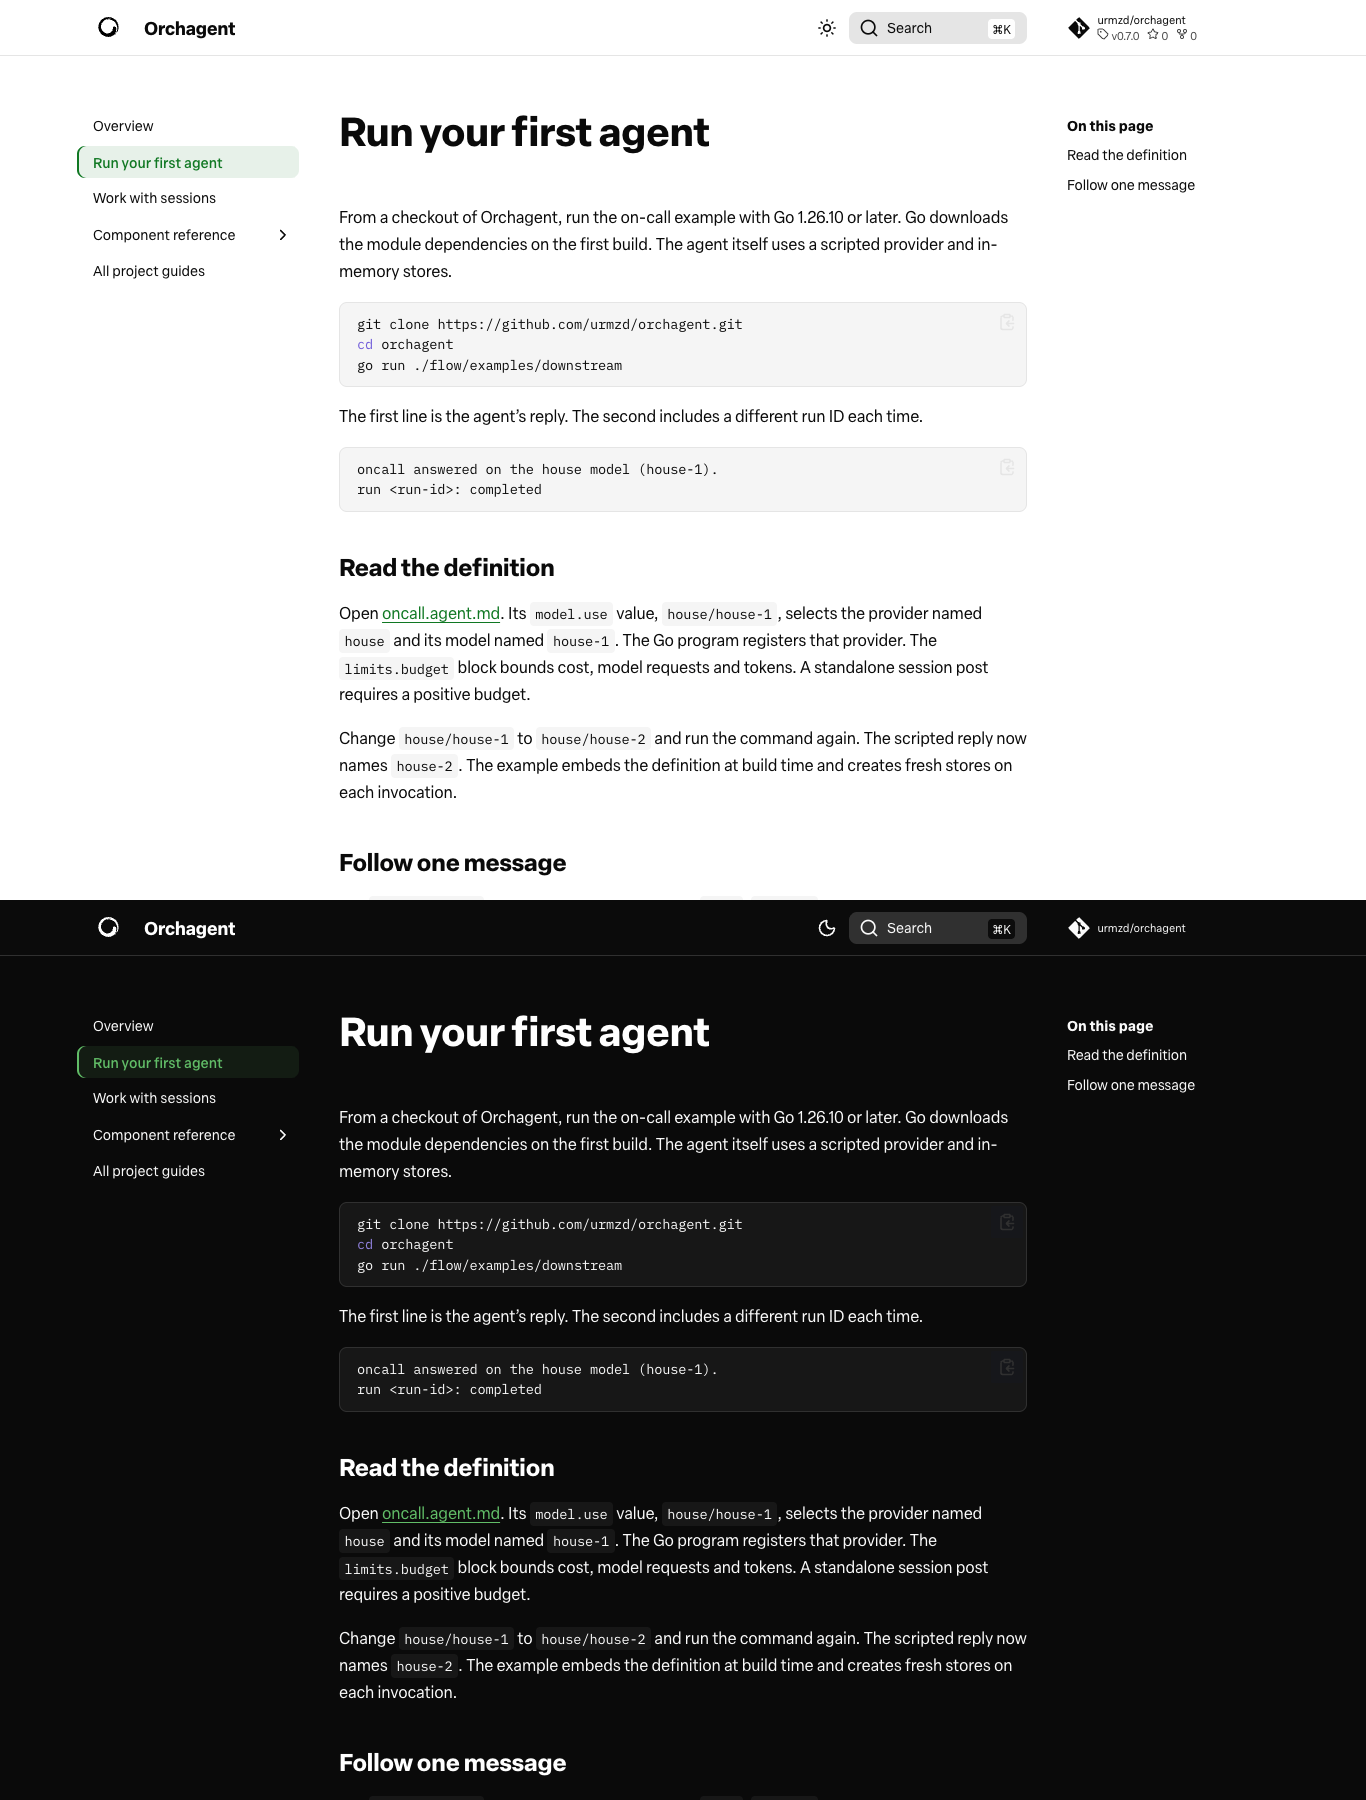 Orchagent
Search ⌘K
urmzd/orchagent
v0.7.0 0 0
Overview
Run your first agent
Work with sessions
Component reference
All project guides
Run your first agent
From a checkout of Orchagent, run the on-call example with Go 1.26.10 or later. Go downloads
the module dependencies on the first build. The agent itself uses a scripted provider and in-
memory stores.
git clone https://github.com/urmzd/orchagent.git
cd orchagent
go run ./flow/examples/downstream
The first line is the agent’s reply. The second includes a different run ID each time.
oncall answered on the house model (house-1).
run <run-id>: completed
Read the definition
Open oncall.agent.md. Its model.use value, house/house-1, selects the provider named
house and its model named house-1. The Go program registers that provider. The
limits.budget block bounds cost, model requests and tokens. A standalone session post
requires a positive budget.
Change house/house-1 to house/house-2 and run the command again. The scripted reply now
names house-2. The example embeds the definition at build time and creates fresh stores on
each invocation.
Follow one message
On this page
Read the definition
Follow one message
Orchagent
Search ⌘K
urmzd/orchagent
Overview
Run your first agent
Work with sessions
Component reference
All project guides
Run your first agent
From a checkout of Orchagent, run the on-call example with Go 1.26.10 or later. Go downloads
the module dependencies on the first build. The agent itself uses a scripted provider and in-
memory stores.
git clone https://github.com/urmzd/orchagent.git
cd orchagent
go run ./flow/examples/downstream
The first line is the agent’s reply. The second includes a different run ID each time.
oncall answered on the house model (house-1).
run <run-id>: completed
Read the definition
Open oncall.agent.md. Its model.use value, house/house-1, selects the provider named
house and its model named house-1. The Go program registers that provider. The
limits.budget block bounds cost, model requests and tokens. A standalone session post
requires a positive budget.
Change house/house-1 to house/house-2 and run the command again. The scripted reply now
names house-2. The example embeds the definition at build time and creates fresh stores on
each invocation.
Follow one message
On this page
Read the definition
Follow one message